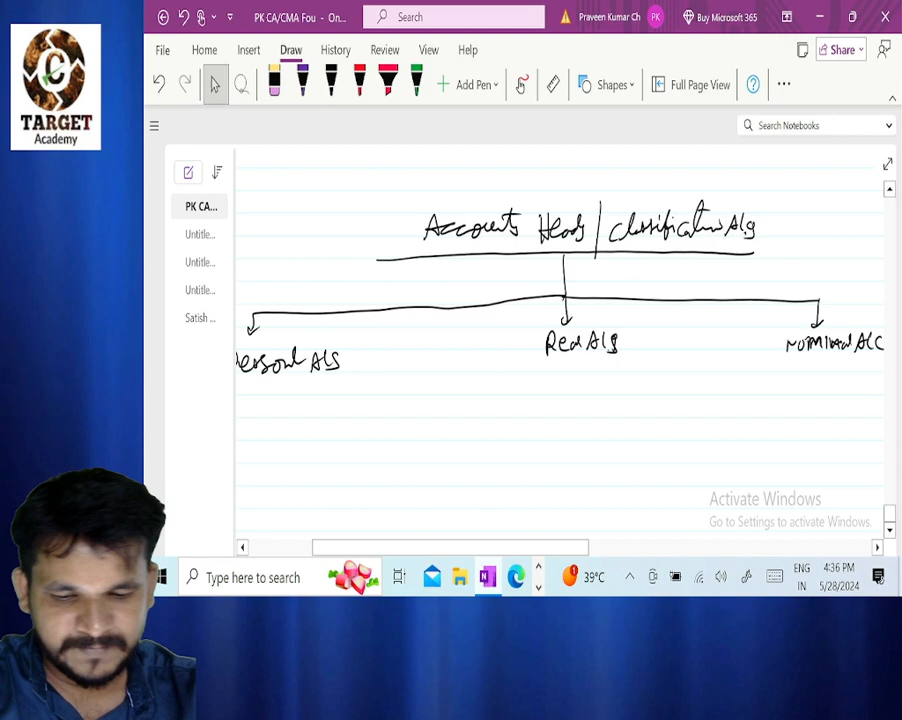 PK CA/CMA Fou - On...
Search
Praveen Kumar Ch
PK
Buy Microsoft 365
File Home Insert Draw History Review View Help
Share
Add Pen
Shapes
Full Page View
TARGET
Academy
Search Notebooks
PK CA...
Untitle...
Untitle...
Untitle...
Satish ...
Accounts Heads / Classification A/cs
Personal A/cs
Real A/cs
Nominal A/C
Activate Windows
Go to Settings to activate Windows.
Type here to search
39°C
ENG
IN
4:36 PM
5/28/2024